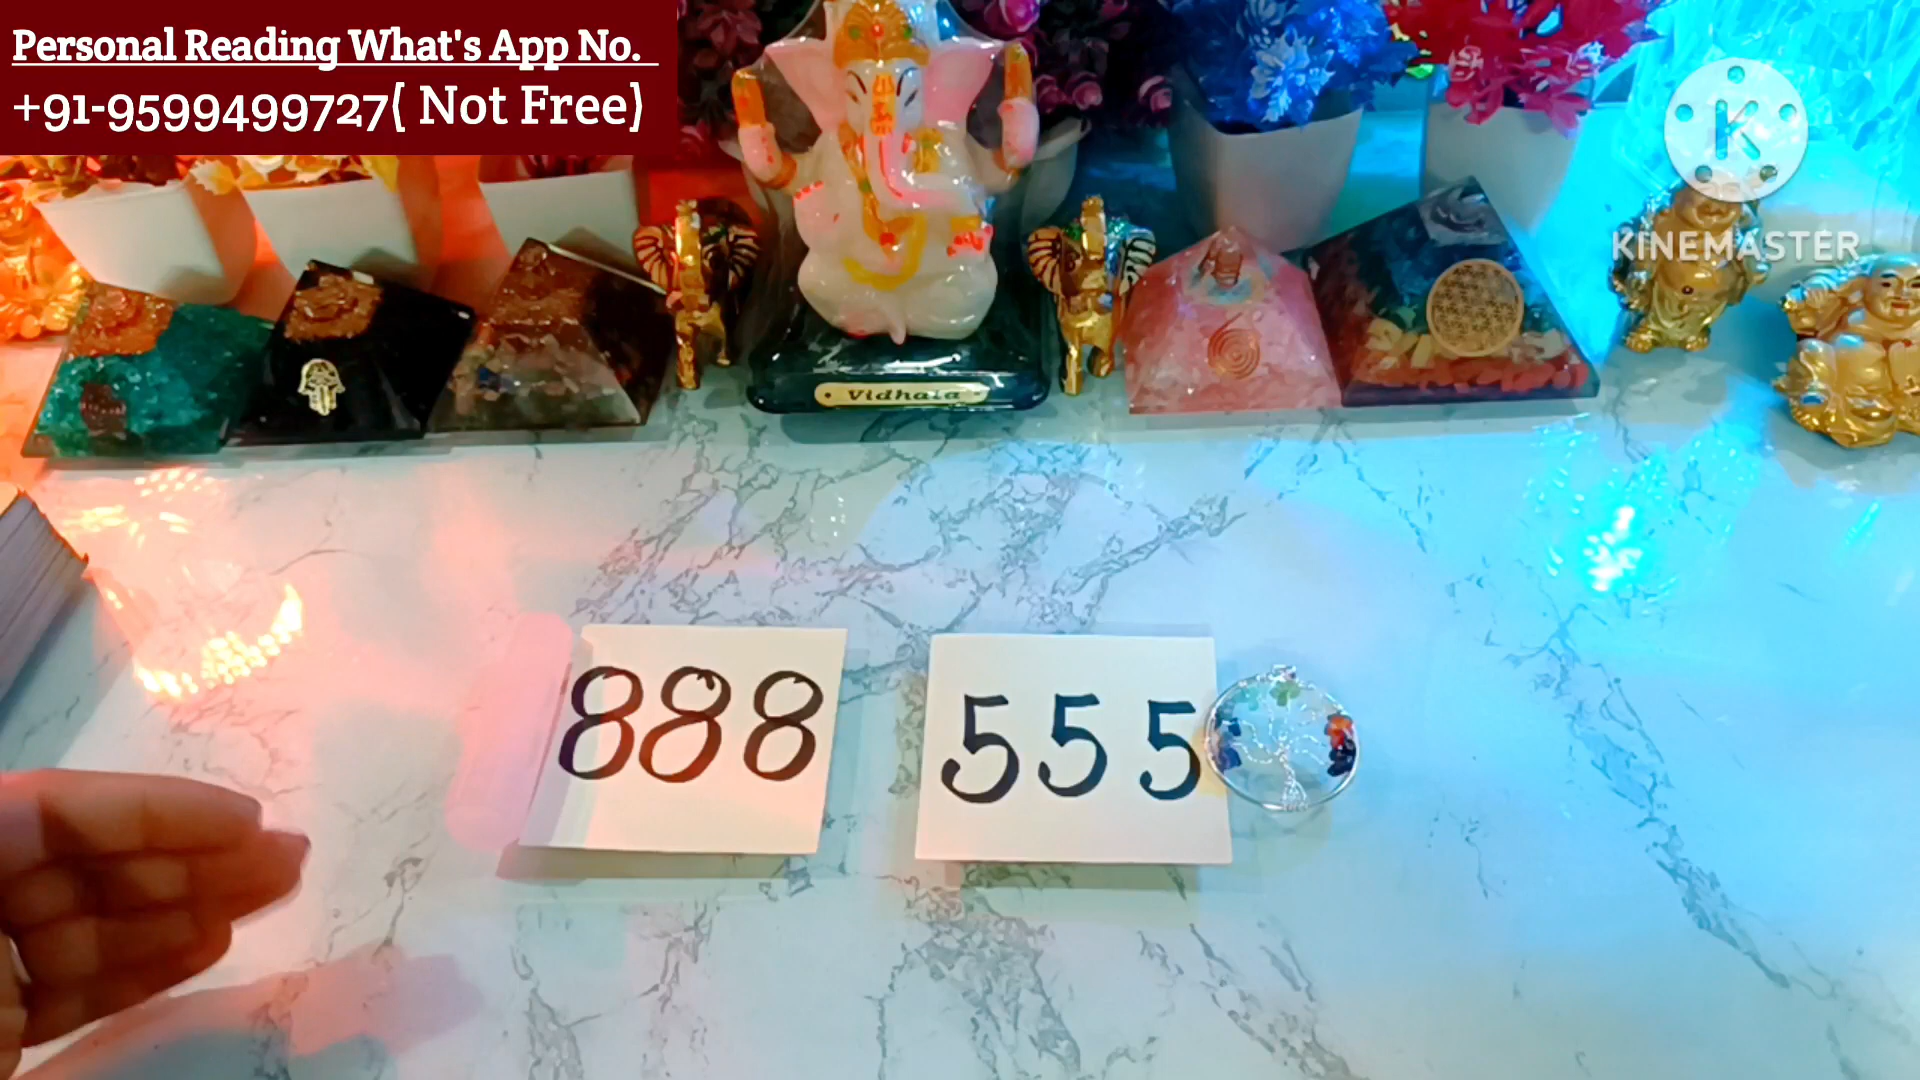 Personal Reading What's App No.
+91-9599499727( Not Free)
K
KINEMASTER
Vidhata
888
555